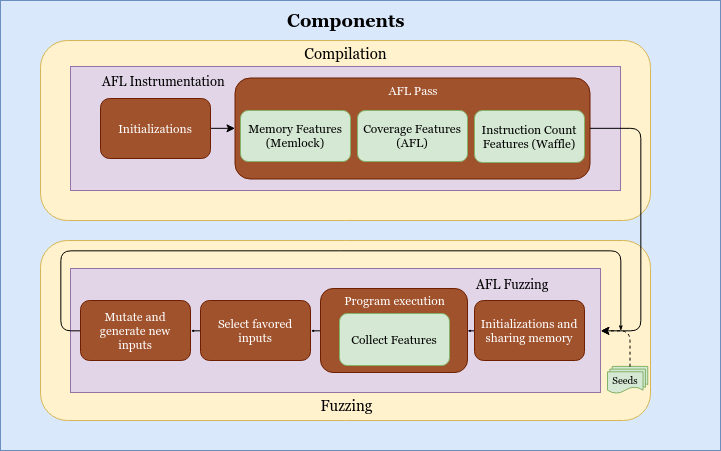 Components
Compilation
AFL Instrumentation
AFL Pass
Initializations
Memory Features
(Memlock)
Coverage Features
(AFL)
Instruction Count
Features (Waffle)
AFL Fuzzing
Mutate and
generate new
inputs
Select favored
inputs
Program execution
Collect Features
Initializations and
sharing memory
Seeds
Fuzzing